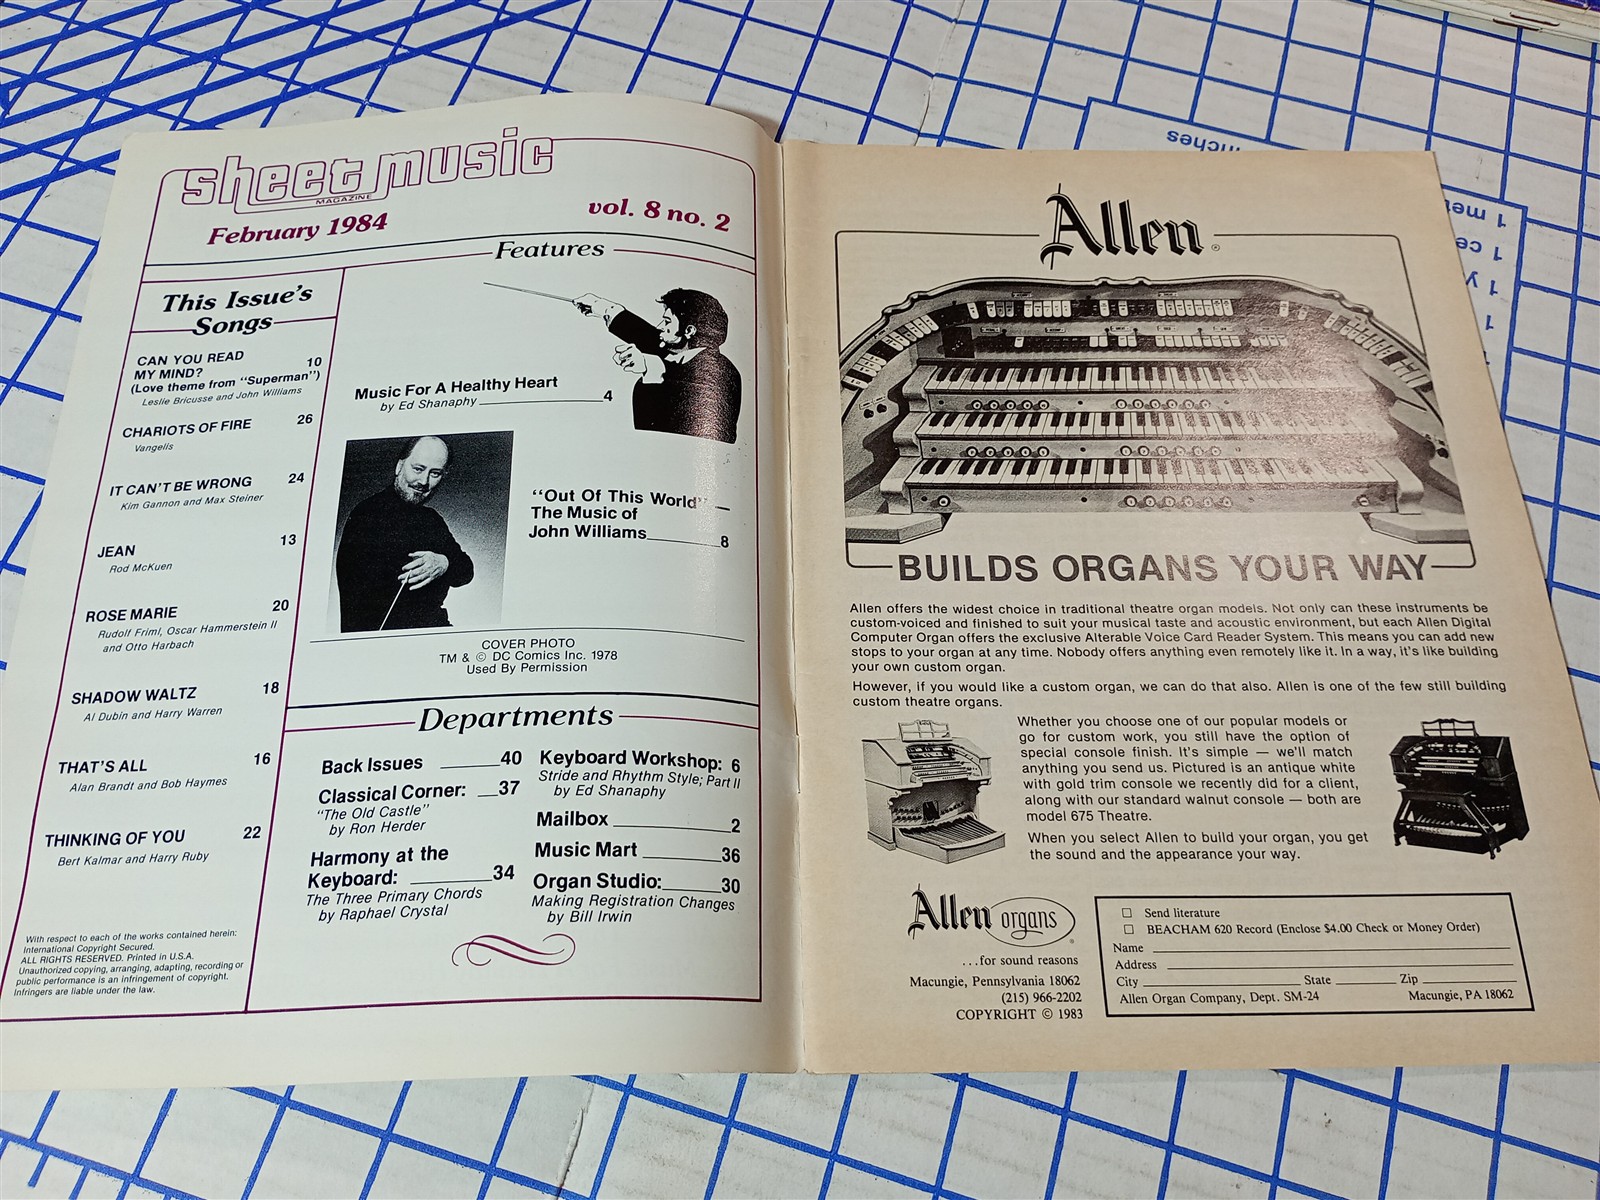 sheet music
MAGAZINE
February 1984
vol. 8 no. 2
Features
This Issue's
Songs
CAN YOU READ
MY MIND? 10
(Love theme from "Superman")
Leslie Bricusse and John Williams
CHARIOTS OF FIRE 26
Vangelis
IT CAN'T BE WRONG 24
Kim Gannon and Max Steiner
JEAN 13
Rod McKuen
ROSE MARIE 20
Rudolf Friml, Oscar Hammerstein II
and Otto Harbach
SHADOW WALTZ 18
Al Dubin and Harry Warren
THAT'S ALL 16
Alan Brandt and Bob Haymes
THINKING OF YOU 22
Bert Kalmar and Harry Ruby
With respect to each of the works contained herein:
International Copyright Secured.
ALL RIGHTS RESERVED. Printed in U.S.A.
Unauthorized copying, arranging, adapting, recording or
public performance is an infringement of copyright.
Infringers are liable under the law.
Music For A Healthy Heart
by Ed Shanaphy 4
"Out Of This World"
The Music of
John Williams 8
COVER PHOTO
TM & © DC Comics Inc. 1978
Used By Permission
Departments
Back Issues 40
Classical Corner: 37
"The Old Castle"
by Ron Herder
Harmony at the
Keyboard: 34
The Three Primary Chords
by Raphael Crystal
Keyboard Workshop: 6
Stride and Rhythm Style; Part II
by Ed Shanaphy
Mailbox 2
Music Mart 36
Organ Studio: 30
Making Registration Changes
by Bill Irwin
Allen ®
BUILDS ORGANS YOUR WAY
Allen offers the widest choice in traditional theatre organ models. Not only can these instruments be
custom-voiced and finished to suit your musical taste and acoustic environment, but each Allen Digital
Computer Organ offers the exclusive Alterable Voice Card Reader System. This means you can add new
stops to your organ at any time. Nobody offers anything even remotely like it. In a way, it's like building
your own custom organ.
However, if you would like a custom organ, we can do that also. Allen is one of the few still building
custom theatre organs.
Whether you choose one of our popular models or
go for custom work, you still have the option of
special console finish. It's simple — we'll match
anything you send us. Pictured is an antique white
with gold trim console we recently did for a client,
along with our standard walnut console — both are
model 675 Theatre.
When you select Allen to build your organ, you get
the sound and the appearance your way.
Allen organs ®
...for sound reasons
Macungie, Pennsylvania 18062
(215) 966-2202
COPYRIGHT © 1983
☐ Send literature
☐ BEACHAM 620 Record (Enclose $4.00 Check or Money Order)
Name
Address
City State Zip
Allen Organ Company, Dept. SM-24 Macungie, PA 18062
nches
1 met
1 ce
1 y
1